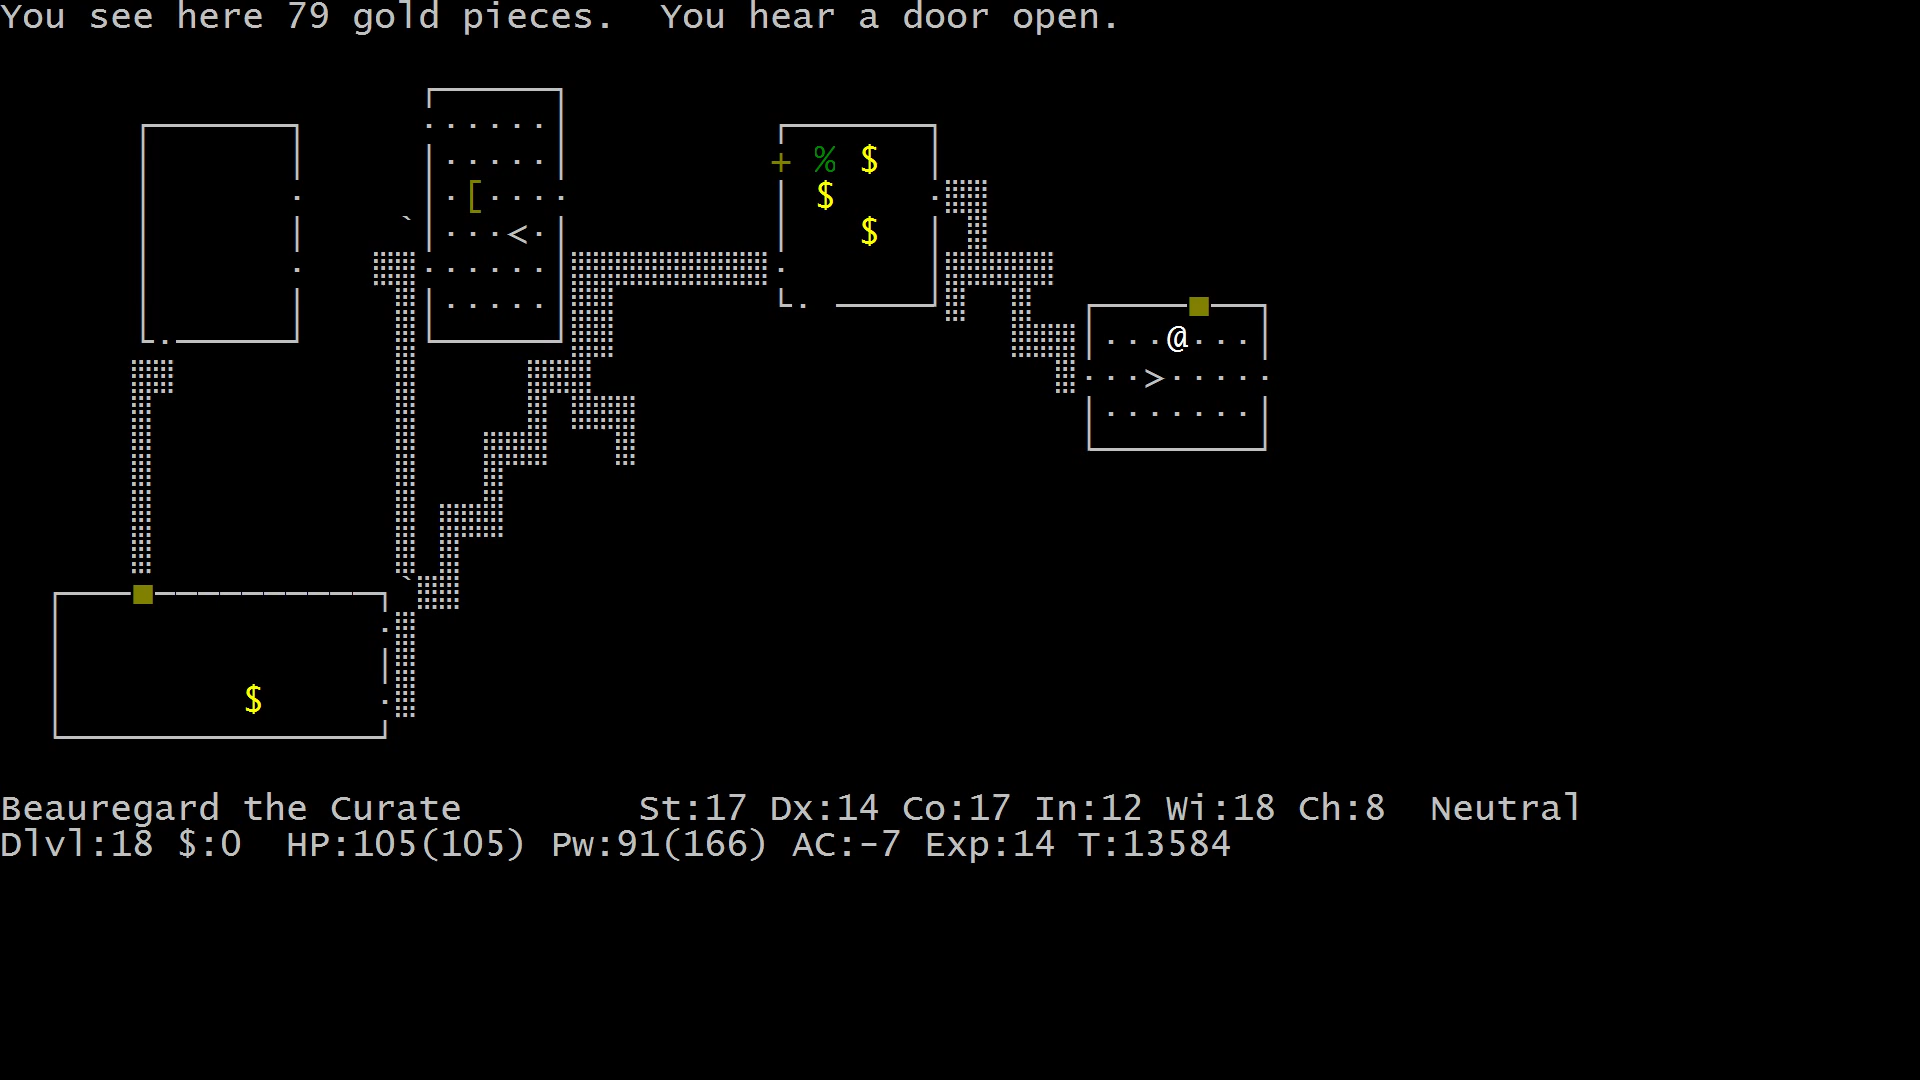 You see here 79 gold pieces.  You hear a door open.
Beauregard the Curate St:17 Dx:14 Co:17 In:12 Wi:18 Ch:8 Neutral
Dlvl:18 $:0 HP:105(105) Pw:91(166) AC:-7 Exp:14 T:13584